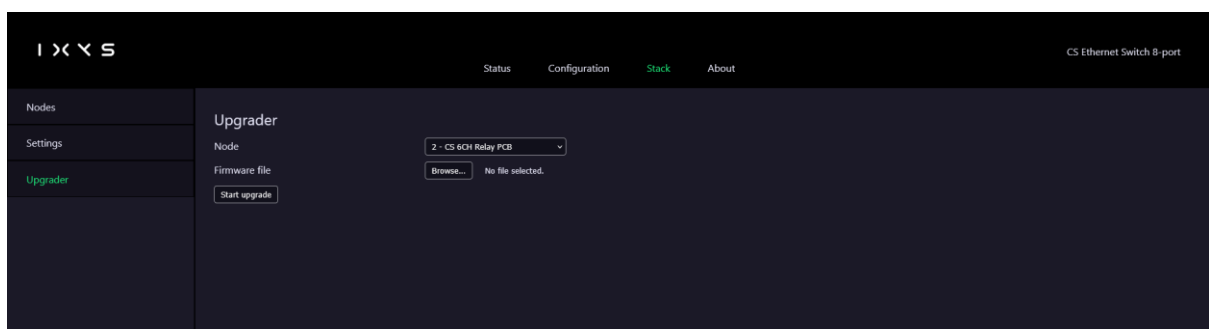 IXYS
CS Ethernet Switch 8-port
Status Configuration Stack About
Nodes
Settings
Upgrader
Upgrader
Node 2 - CS 6CH Relay PCB
Firmware file Browse... No file selected.
Start upgrade